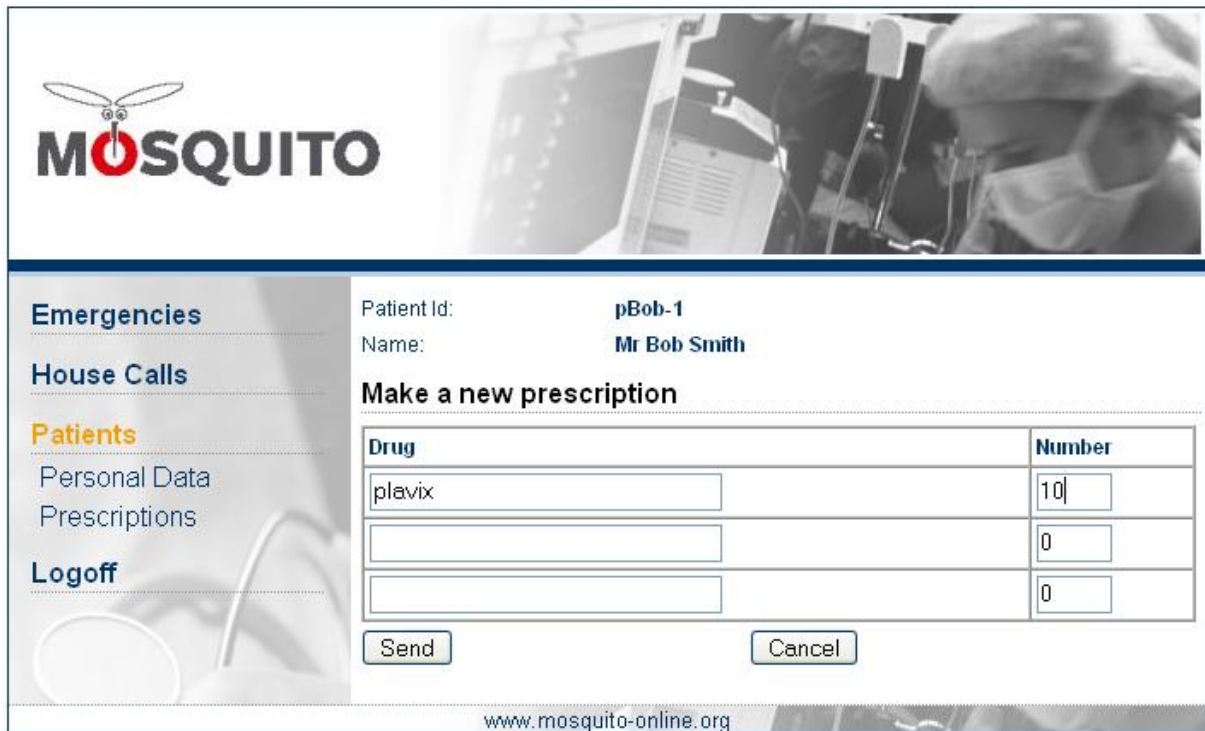 MOSQUITO
Emergencies
House Calls
Patients
Personal Data
Prescriptions
Logoff
Patient Id: pBob-1
Name: Mr Bob Smith
Make a new prescription
Drug Number
plavix 10
0
0
Send Cancel
www.mosquito-online.org